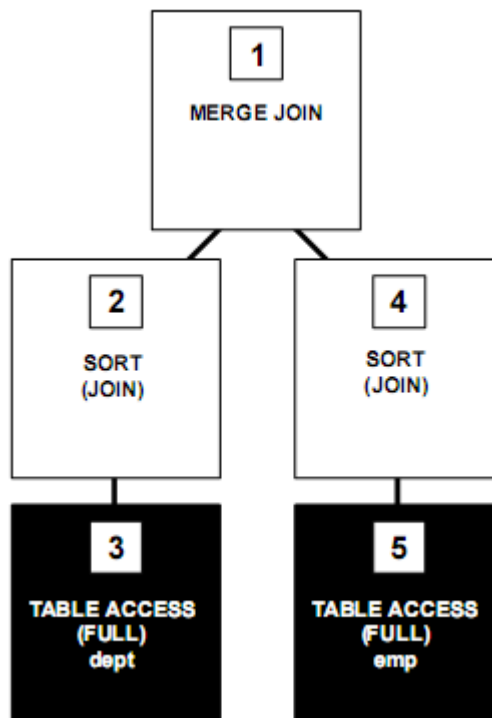 1
MERGE JOIN
2
SORT
(JOIN)
4
SORT
(JOIN)
3
TABLE ACCESS
(FULL)
dept
5
TABLE ACCESS
(FULL)
emp